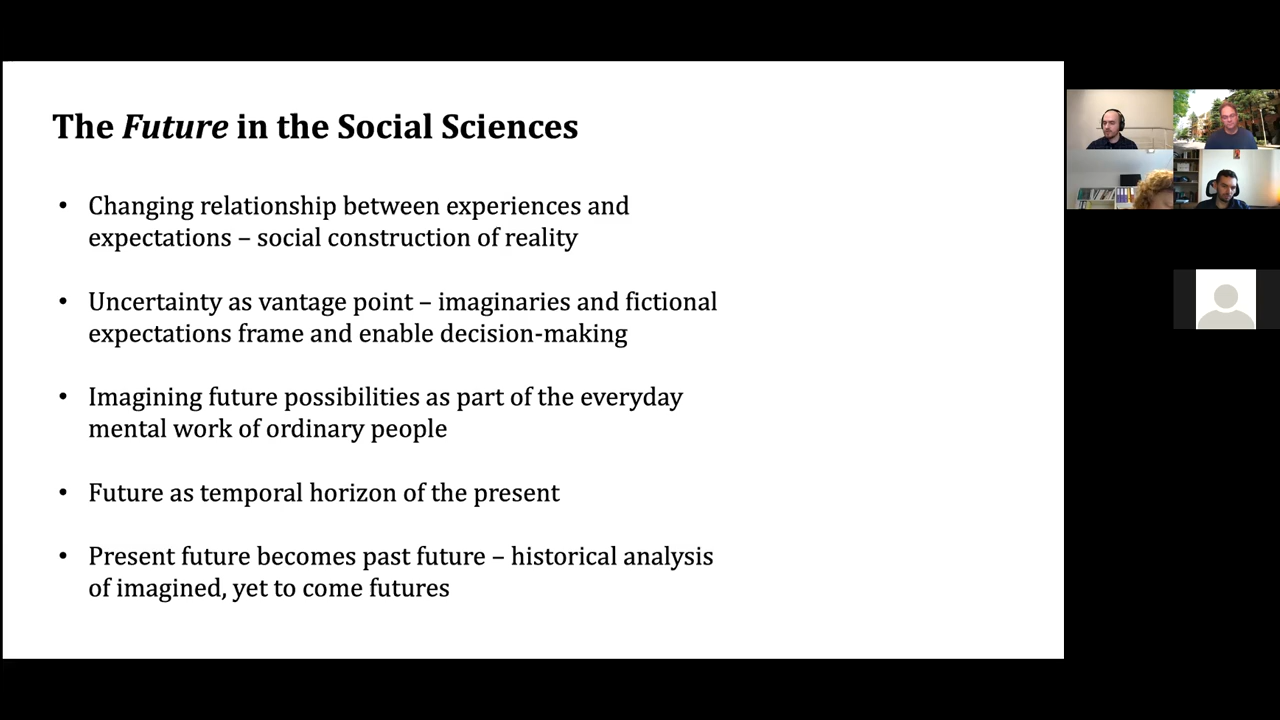 The Future in the Social Sciences
• Changing relationship between experiences and
expectations – social construction of reality
• Uncertainty as vantage point – imaginaries and fictional
expectations frame and enable decision-making
• Imagining future possibilities as part of the everyday
mental work of ordinary people
• Future as temporal horizon of the present
• Present future becomes past future – historical analysis
of imagined, yet to come futures